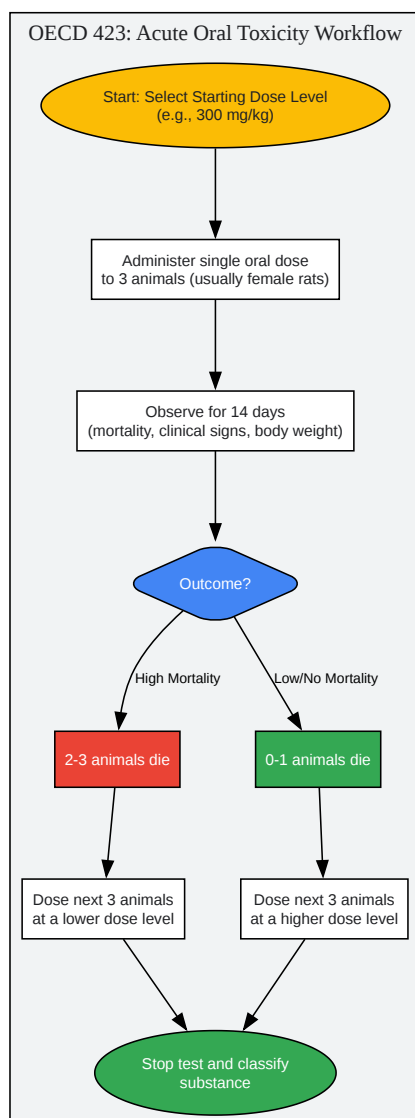 OECD 423: Acute Oral Toxicity Workflow
Start: Select Starting Dose Level
(e.g., 300 mg/kg)
Administer single oral dose
to 3 animals (usually female rats)
Observe for 14 days
(mortality, clinical signs, body weight)
Outcome?
High Mortality
Low/No Mortality
2-3 animals die
0-1 animals die
Dose next 3 animals
at a lower dose level
Dose next 3 animals
at a higher dose level
Stop test and classify
substance